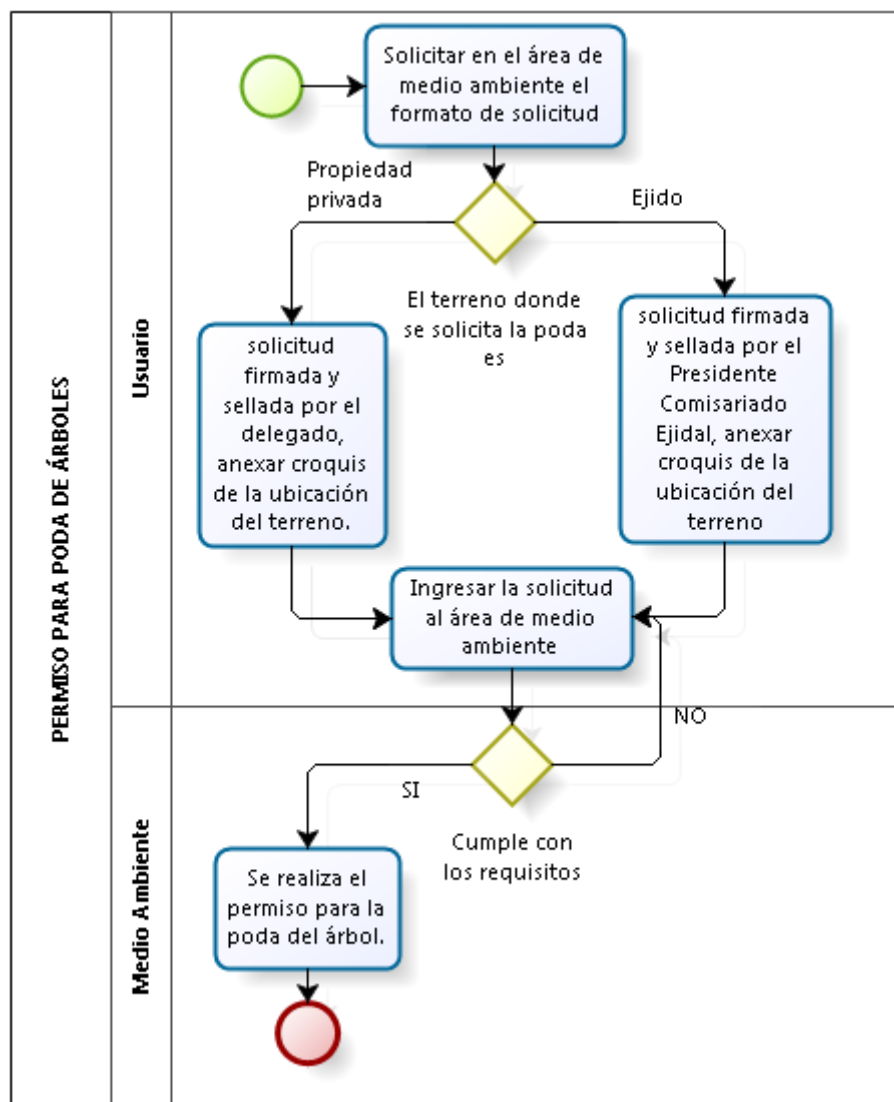 PERMISO PARA PODA DE ÁRBOLES
Usuario
Solicitar en el área de
medio ambiente el
formato de solicitud
Propiedad
privada
Ejido
El terreno donde
se solicita la poda
es
solicitud
firmada y
sellada por el
delegado,
anexar croquis
de la ubicación
del terreno.
solicitud firmada
y sellada por el
Presidente
Comisariado
Ejidal, anexar
croquis de la
ubicación del
terreno
Ingresar la solicitud
al área de medio
ambiente
Medio Ambiente
NO
SI
Cumple con
los requisitos
Se realiza el
permiso para la
poda del árbol.